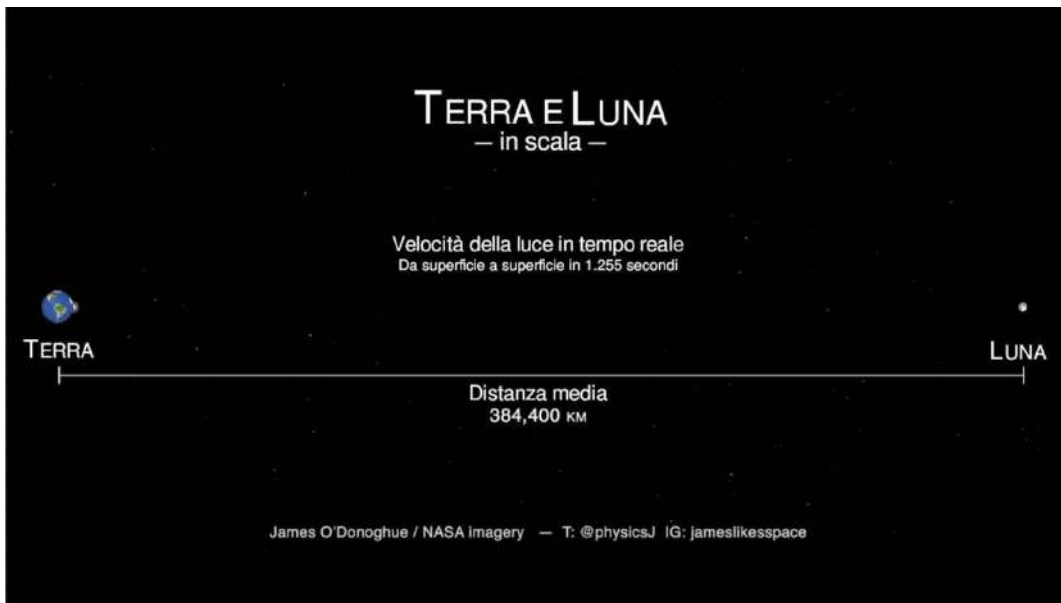 TERRA E LUNA
— in scala —
Velocità della luce in tempo reale
Da superficie a superficie in 1.255 secondi
TERRA
LUNA
Distanza media
384,400 KM
James O'Donoghue / NASA imagery — T: @physicsJ IG: jameslikesspace